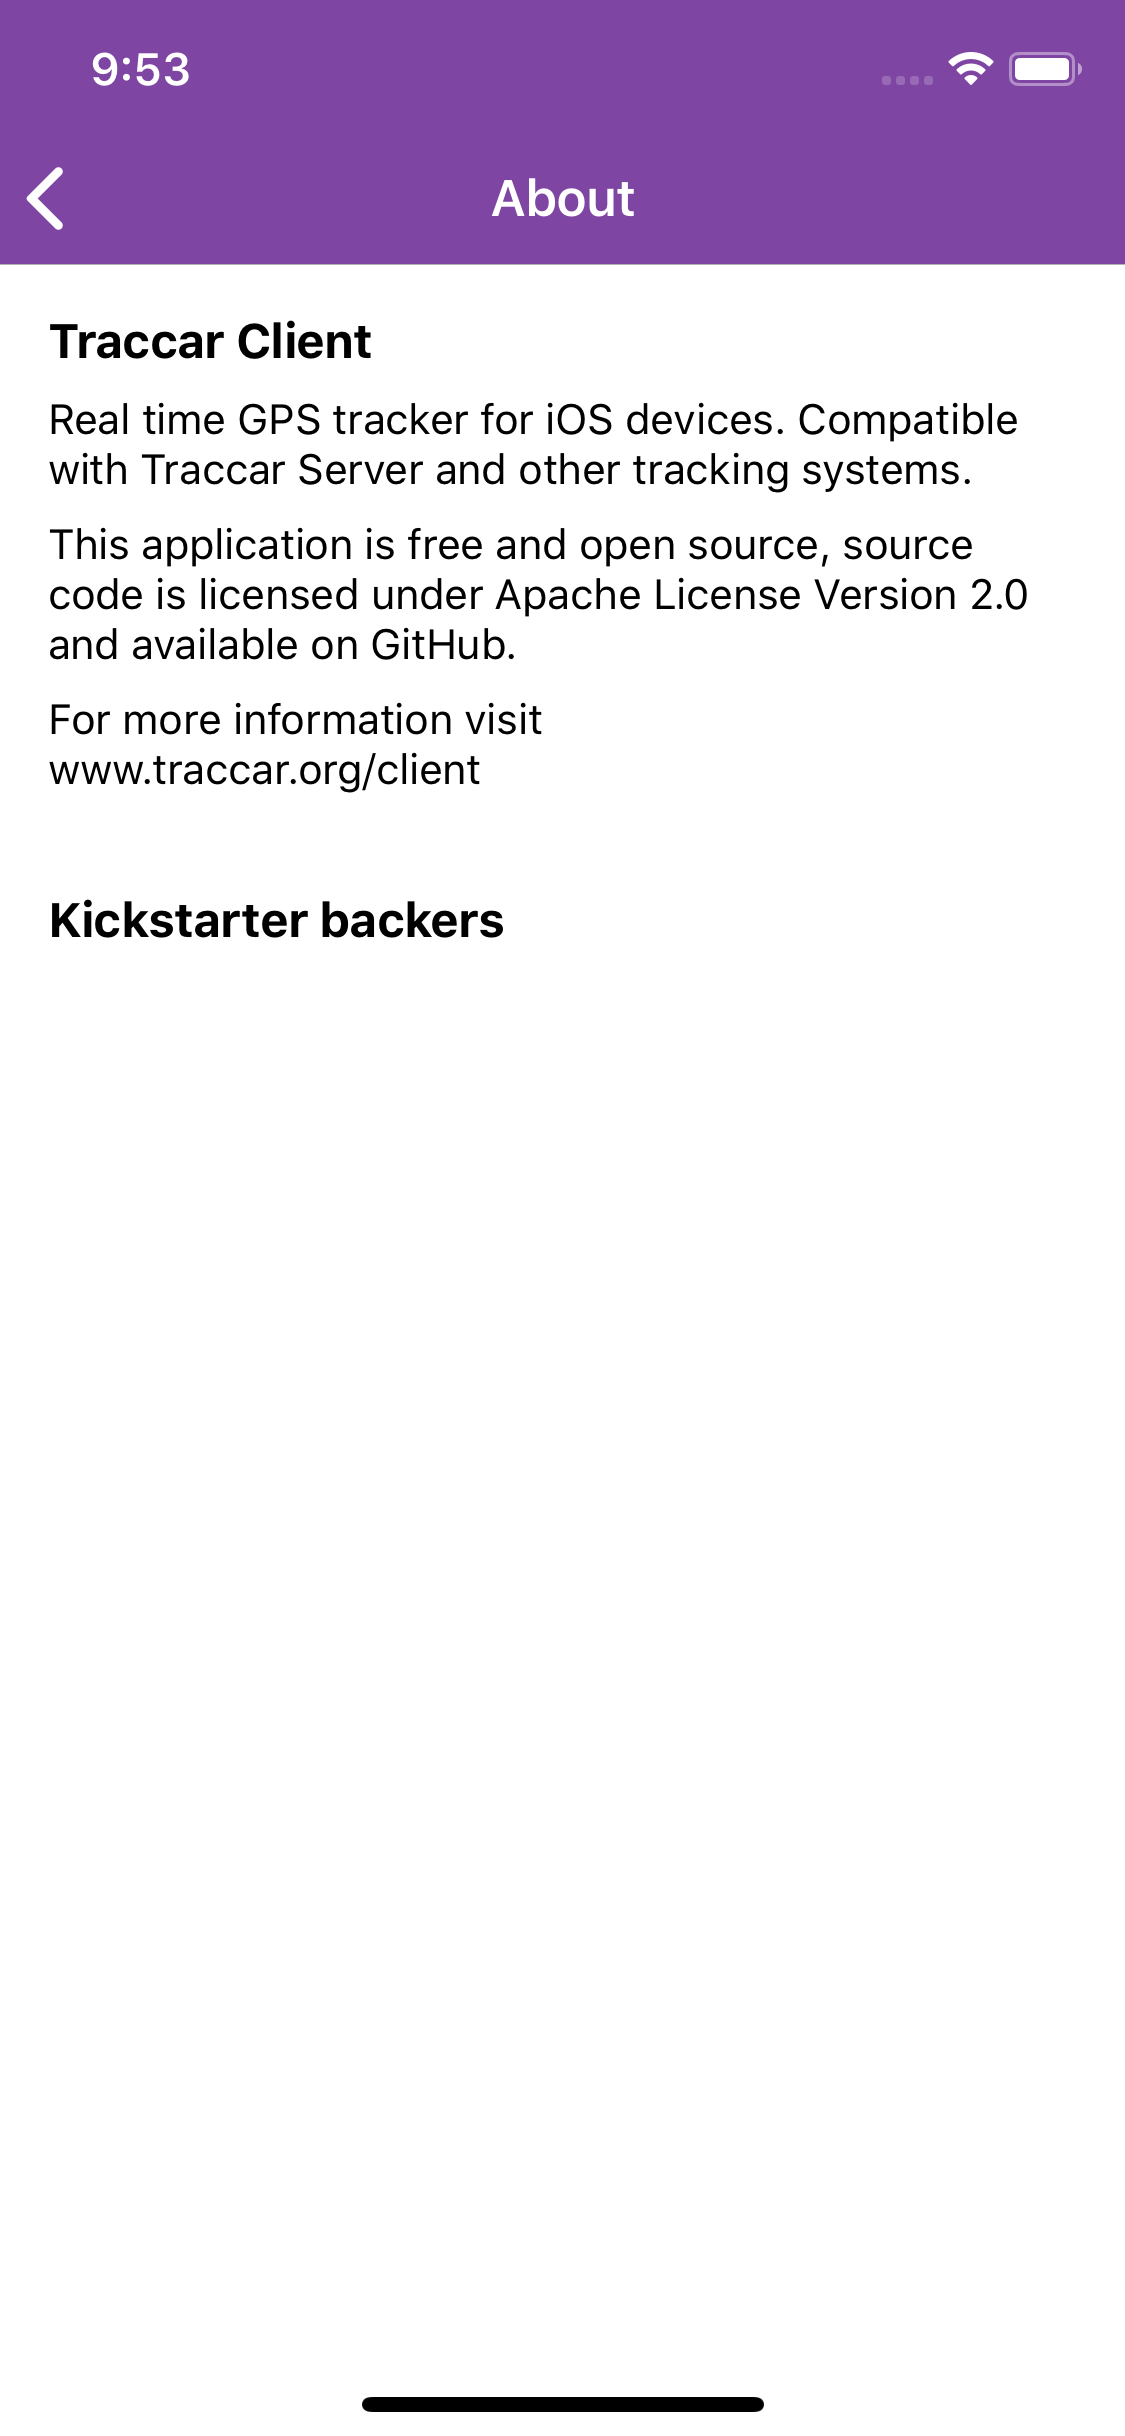 9:53
About
Traccar Client
Real time GPS tracker for iOS devices. Compatible
with Traccar Server and other tracking systems.
This application is free and open source, source
code is licensed under Apache License Version 2.0
and available on GitHub.
For more information visit
www.traccar.org/client
Kickstarter backers